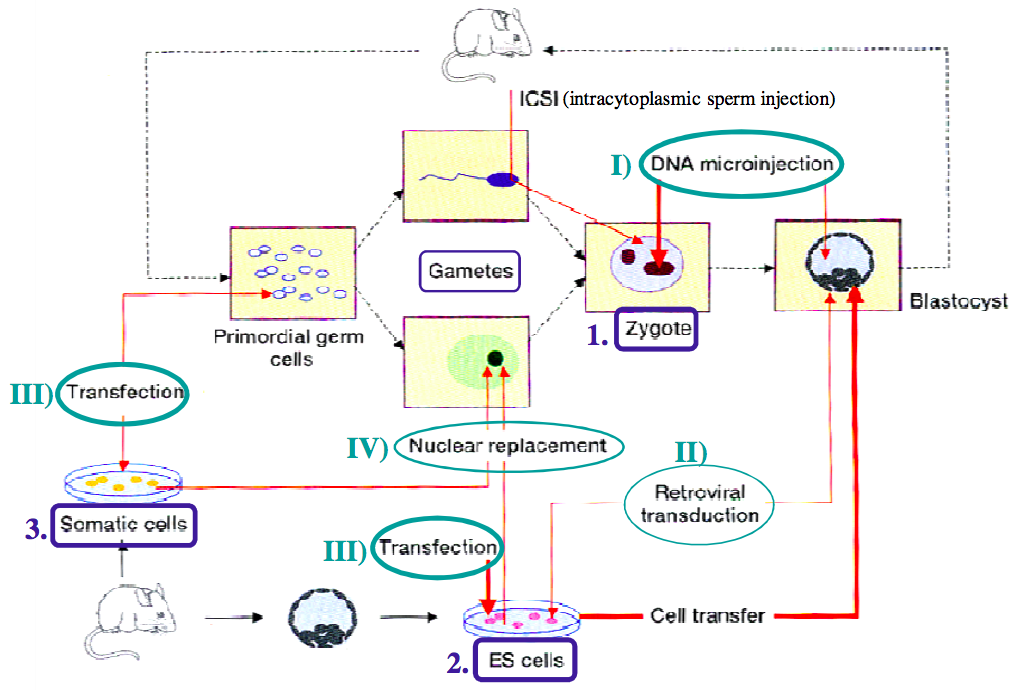 ICSI (intracytoplasmic sperm injection)
I) DNA microinjection
Gametes
Primordial germ
cells
1. Zygote
Blastocyst
III) Transfection
IV) Nuclear replacement
II)
Retroviral
transduction
3. Somatic cells
III) Transfection
Cell transfer
2. ES cells